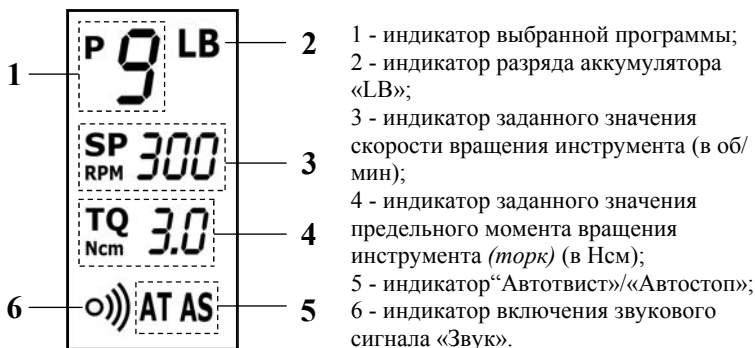 P 9 LB
1
2
SP 300
RPM
3
TQ 3.0
Ncm
4
6
AT AS
5
1 - индикатор выбранной программы;
2 - индикатор разряда аккумулятора
«LB»;
3 - индикатор заданного значения
скорости вращения инструмента (в об/
мин);
4 - индикатор заданного значения
предельного момента вращения
инструмента (торк) (в Нсм);
5 - индикатор“Автотвист»/«Автостоп»;
6 - индикатор включения звукового
сигнала «Звук».